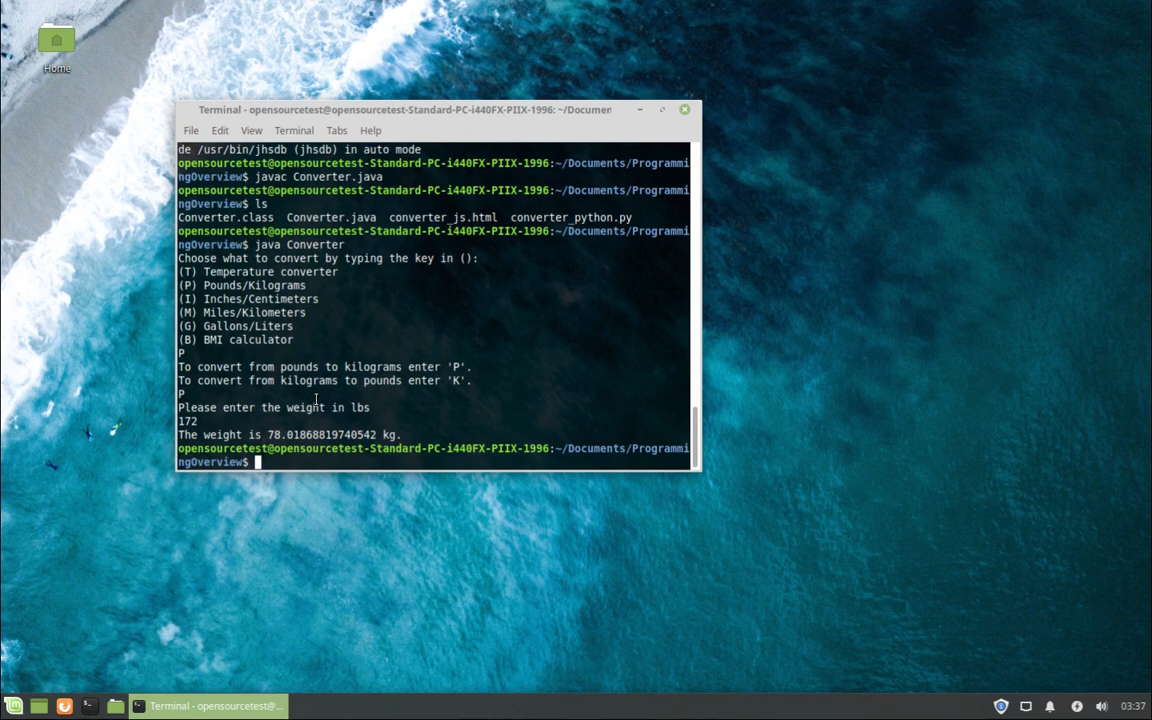 Home
Terminal - opensourcetest@opensourcetest-Standard-PC-i440FX-PIIX-1996: ~/Documen
File Edit View Terminal Tabs Help
de /usr/bin/jhsdb (jhsdb) in auto mode
opensourcetest@opensourcetest-Standard-PC-i440FX-PIIX-1996:~/Documents/Programmi
ngOverview$ javac Converter.java
opensourcetest@opensourcetest-Standard-PC-i440FX-PIIX-1996:~/Documents/Programmi
ngOverview$ ls
Converter.class  Converter.java  converter_js.html  converter_python.py
opensourcetest@opensourcetest-Standard-PC-i440FX-PIIX-1996:~/Documents/Programmi
ngOverview$ java Converter
Choose what to convert by typing the key in ():
(T) Temperature converter
(P) Pounds/Kilograms
(I) Inches/Centimeters
(M) Miles/Kilometers
(G) Gallons/Liters
(B) BMI calculator
P
To convert from pounds to kilograms enter 'P'.
To convert from kilograms to pounds enter 'K'.
P
Please enter the weight in lbs
172
The weight is 78.01868819740542 kg.
opensourcetest@opensourcetest-Standard-PC-i440FX-PIIX-1996:~/Documents/Programmi
ngOverview$
Terminal - opensourcetest@... 03:37